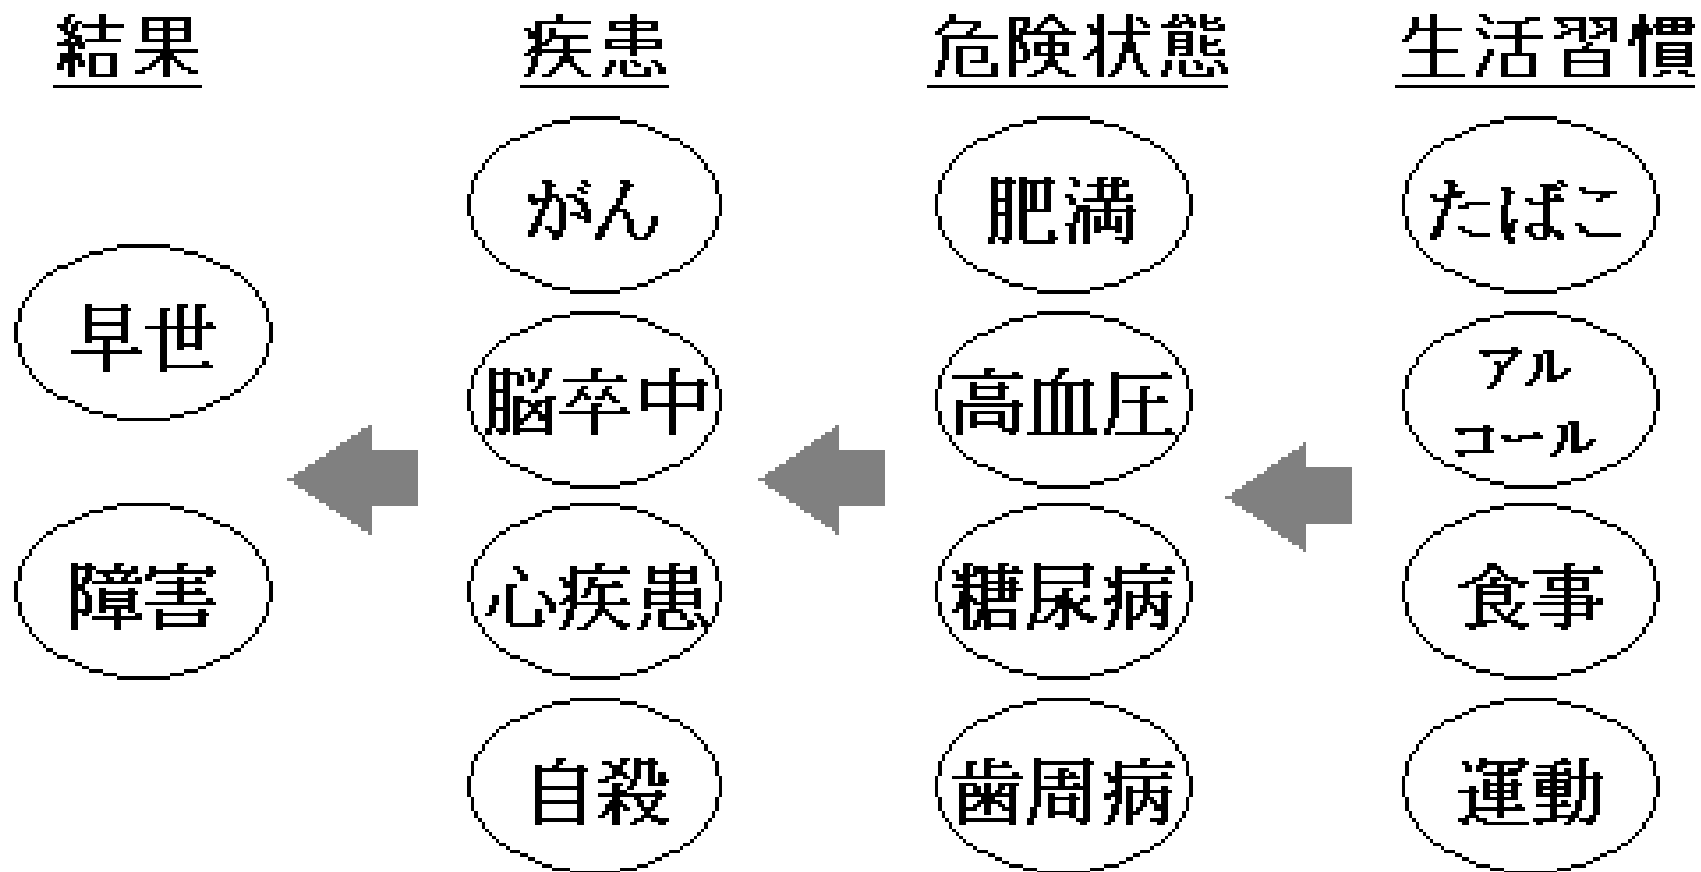 結果
疾患
危険状態
生活習慣
早世
障害
がん
脳卒中
心疾患
自殺
肥満
高血圧
糖尿病
歯周病
たばこ
アル
コール
食事
運動